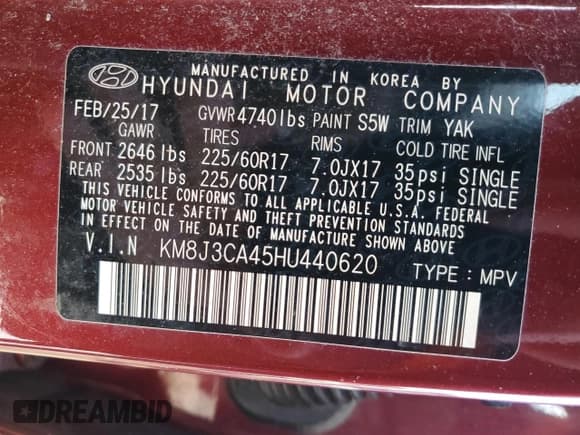 MANUFACTURED IN KOREA BY
HYUNDAI MOTOR COMPANY
FEB/25/17 GVWR 4740 lbs PAINT S5W TRIM YAK
GAWR TIRES RIMS COLD TIRE INFL
FRONT 2646 lbs 225/60R17 7.0JX17 35psi SINGLE
REAR 2535 lbs 225/60R17 7.0JX17 35psi SINGLE
THIS VEHICLE CONFORMS TO ALL APPLICABLE U.S.A. FEDERAL
MOTOR VEHICLE SAFETY AND THEFT PREVENTION STANDARDS
IN EFFECT ON THE DATE OF MANUFACTURE SHOWN ABOVE.
V.I.N KM8J3CA45HU440620 TYPE : MPV
DREAMBID